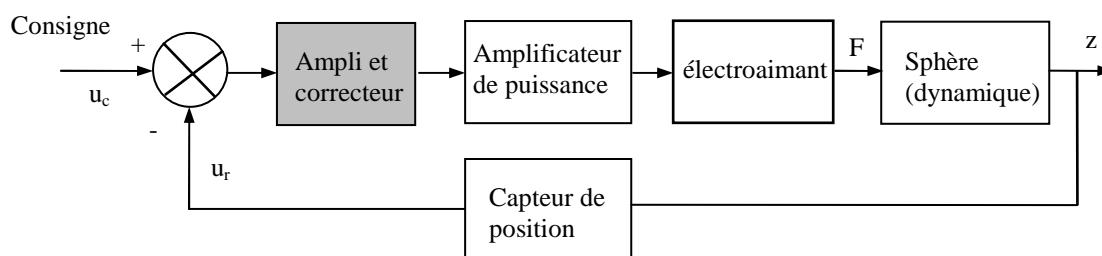 Consigne
+
u_c
-
u_r
Ampli et
correcteur
Amplificateur
de puissance
électroaimant
F
Sphère
(dynamique)
z
Capteur de
position